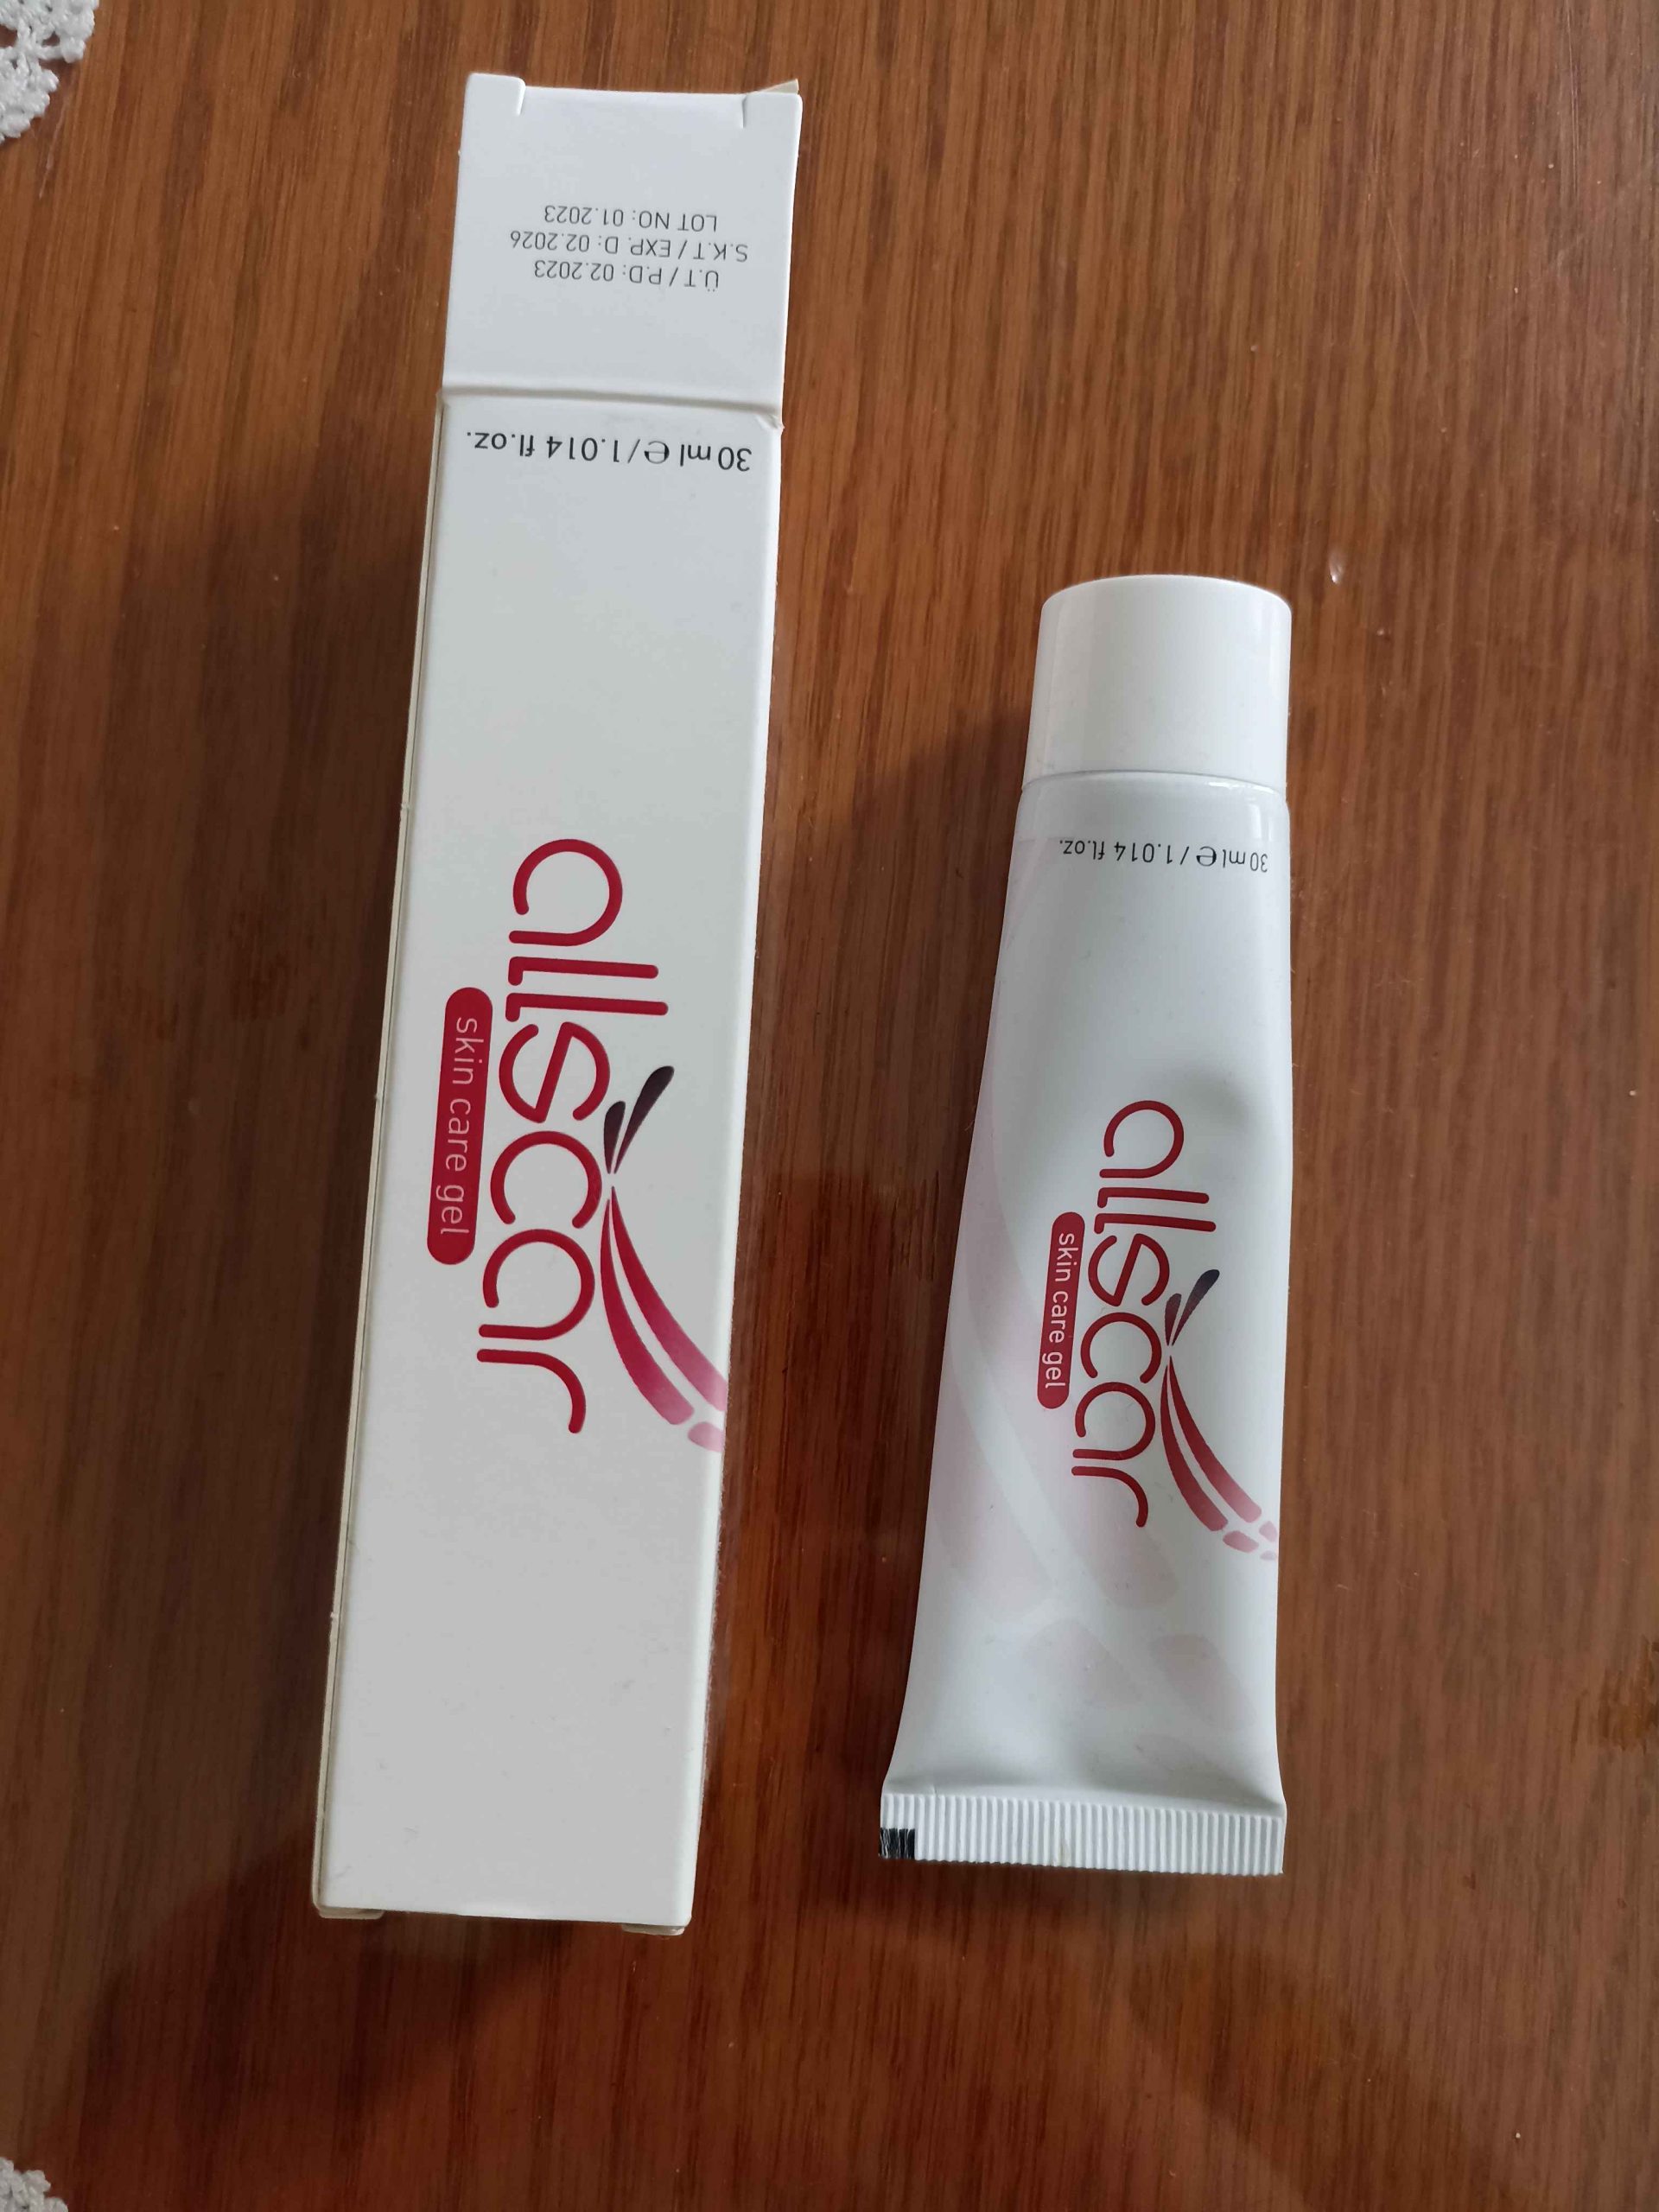 Ü.T / P.D: 02.2023
S.K.T / EXP. D: 02.2026
LOT NO: 01.2023
30 ml ℮/1.014 fl.oz.
allscar
skin care gel
30 ml ℮ / 1.014 fl.oz.
allscar
skin care gel